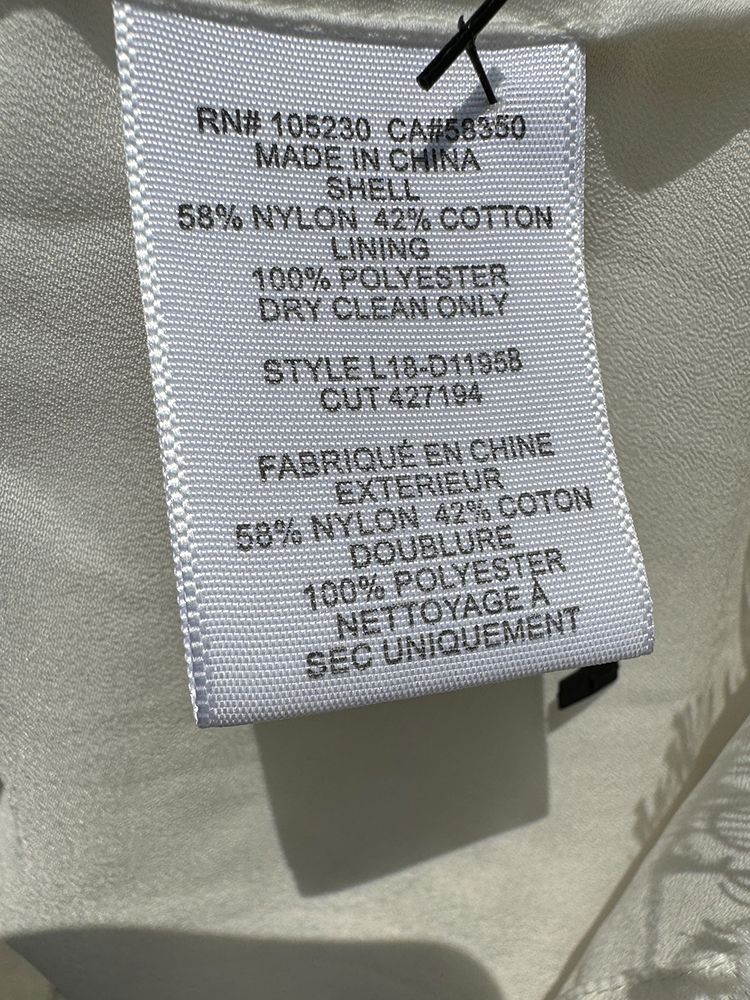 RN# 105230 CA#58350
MADE IN CHINA
SHELL
58% NYLON 42% COTTON
LINING
100% POLYESTER
DRY CLEAN ONLY
STYLE L18-D11958
CUT 427194
FABRIQUÉ EN CHINE
EXTERIEUR
58% NYLON 42% COTON
DOUBLURE
100% POLYESTER
NETTOYAGE À
SEC UNIQUEMENT